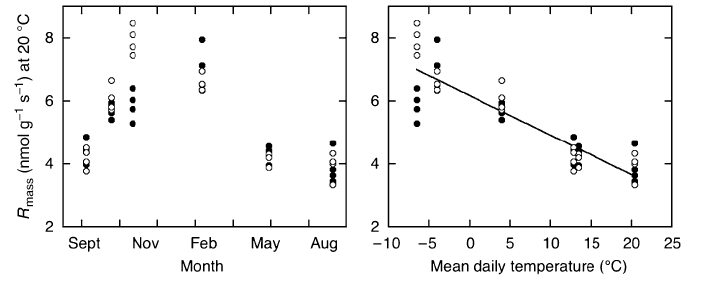 R_mass (nmol g⁻¹ s⁻¹) at 20 °C
8
6
4
2
Sept Nov Feb May Aug
Month
8
6
4
2
−10 −5 0 5 10 15 20 25
Mean daily temperature (°C)